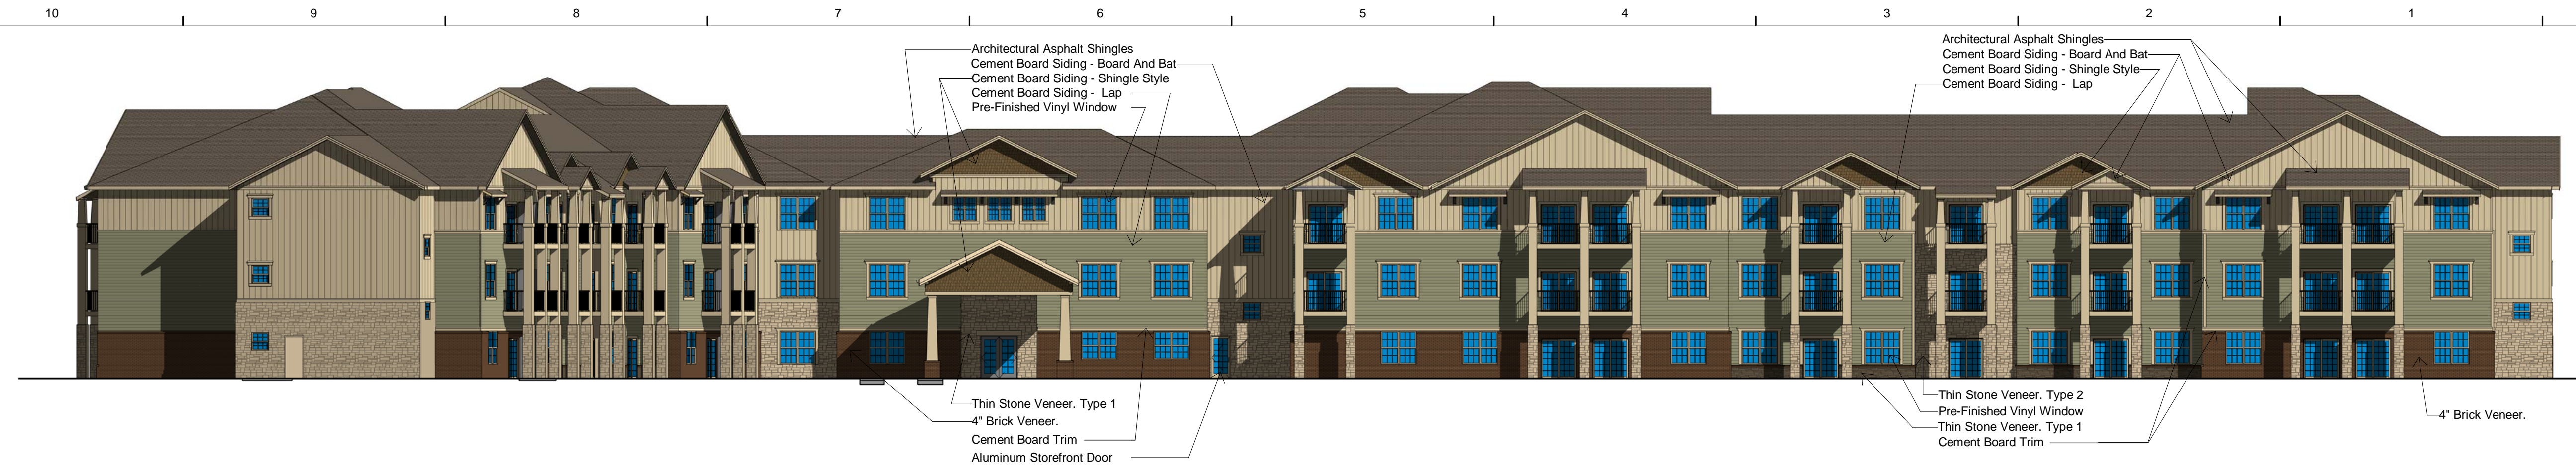 10 9 8 7 6 5 4 3 2 1
Architectural Asphalt Shingles
Cement Board Siding - Board And Bat
Cement Board Siding - Shingle Style
Cement Board Siding - Lap
Pre-Finished Vinyl Window
Architectural Asphalt Shingles
Cement Board Siding - Board And Bat
Cement Board Siding - Shingle Style
Cement Board Siding - Lap
Thin Stone Veneer. Type 1
4" Brick Veneer.
Cement Board Trim
Aluminum Storefront Door
Thin Stone Veneer. Type 2
Pre-Finished Vinyl Window
Thin Stone Veneer. Type 1
Cement Board Trim
4" Brick Veneer.